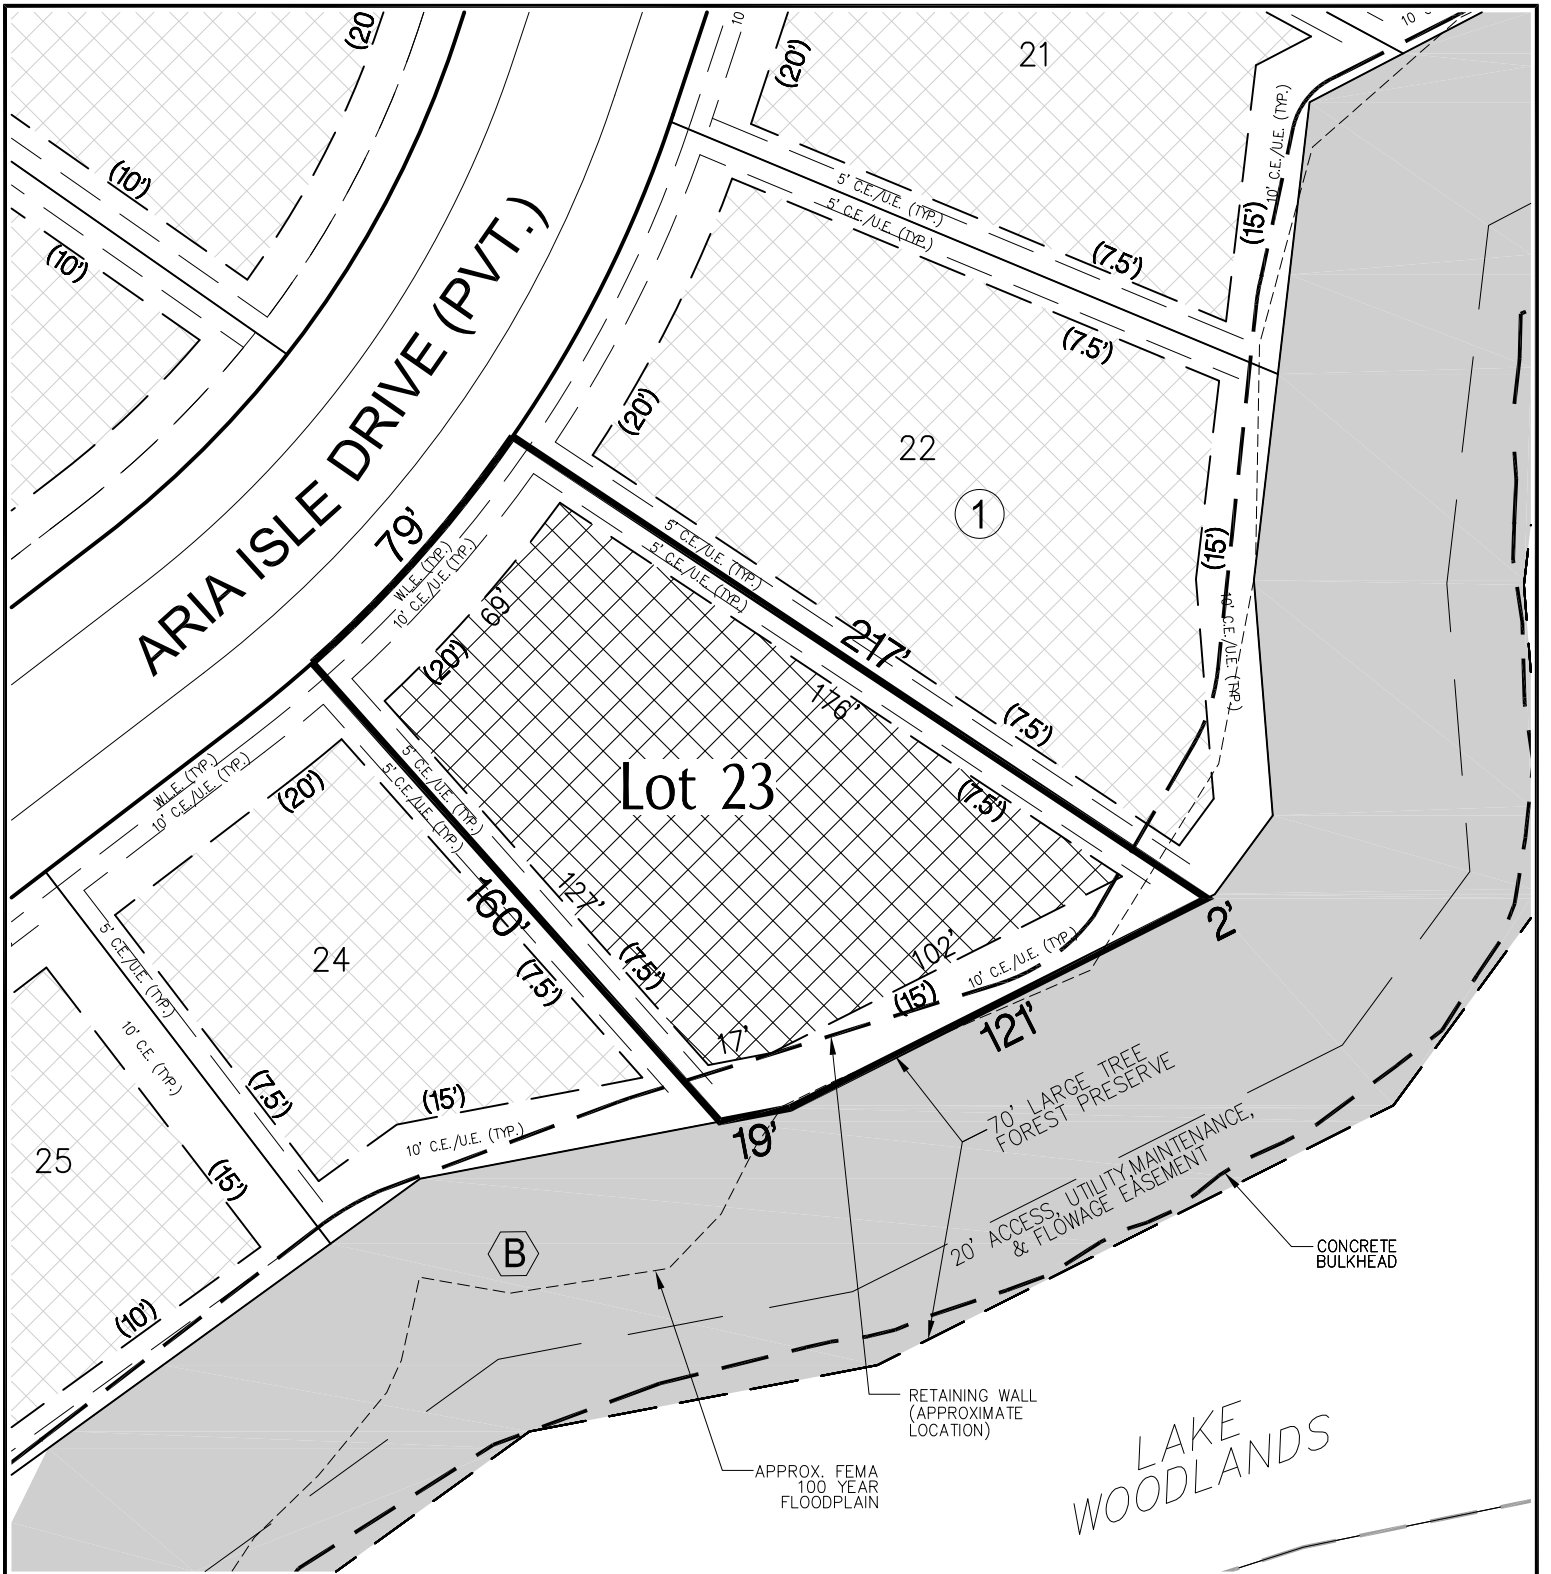 (20
10
(20')
21
10'
(10')
(10')
ARIA ISLE DRIVE (PVT.)
5' C.E./U.E. (TYP.)
5' C.E./U.E. (TYP.)
(7.5')
(7.5')
10' C.E./U.E. (TYP.)
(15')
(20')
22
1
(15')
10' C.E./U.E. (TYP.)
79'
W.L.E. (TYP.)
10' C.E./U.E. (TYP.)
5' C.E./U.E. (TYP.)
5' C.E./U.E. (TYP.)
69'
(20')
217'
176'
(7.5')
(7.5')
Lot 23
5' C.E./U.E. (TYP.)
5' C.E./U.E. (TYP.)
W.L.E. (TYP.)
10' C.E./U.E. (TYP.)
(20')
160'
127'
(7.5')
(7.5')
2'
102'
10' C.E./U.E. (TYP.)
(15')
121'
17'
19'
24
5' C.E./U.E. (TYP.)
10' C.E. (TYP.)
(7.5')
(15')
10' C.E./U.E. (TYP.)
25
(15')
(10')
70' LARGE TREE
FOREST PRESERVE
20' ACCESS, UTILITY, MAINTENANCE,
& FLOWAGE EASEMENT
B
CONCRETE
BULKHEAD
RETAINING WALL
(APPROXIMATE
LOCATION)
APPROX. FEMA
100 YEAR
FLOODPLAIN
LAKE
WOODLANDS